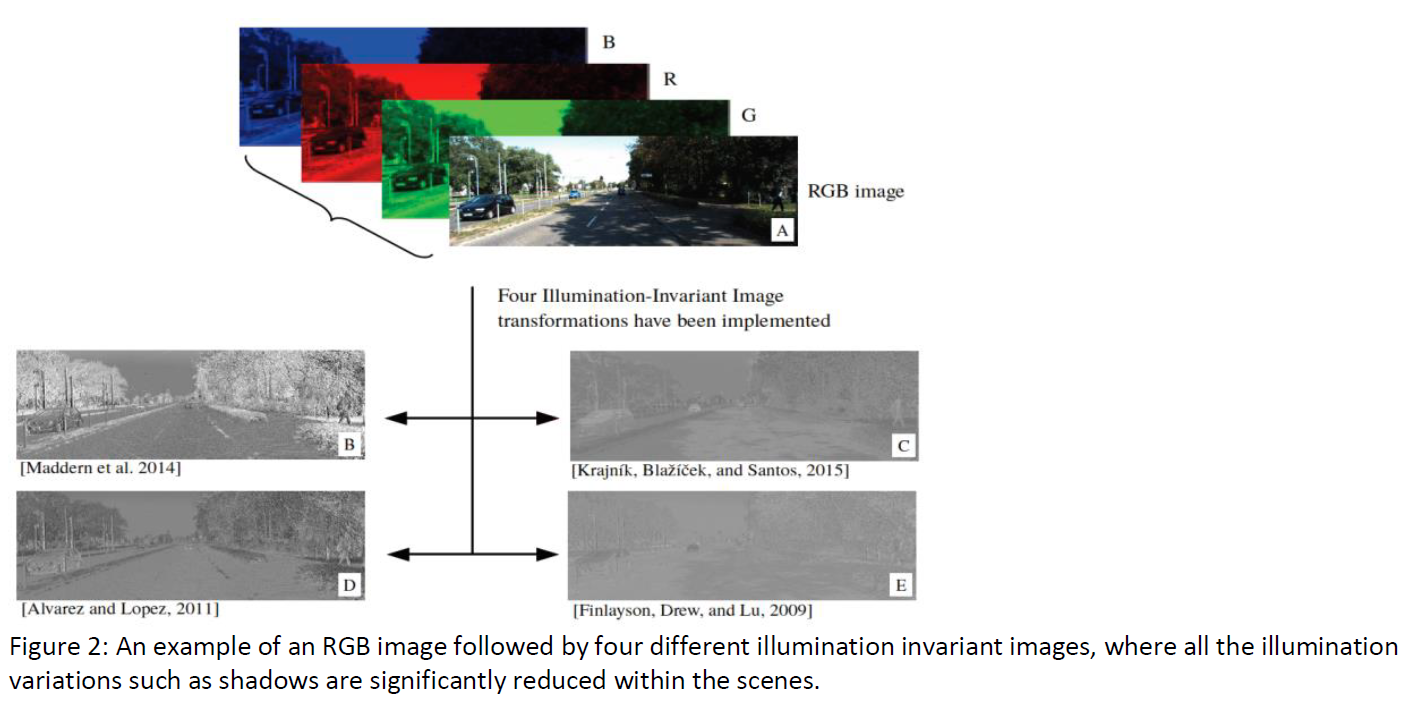 B
R
G
RGB image
A
Four Illumination-Invariant Image
transformations have been implemented
B
[Maddern et al. 2014]
C
[Krajník, Blažíček, and Santos, 2015]
D
[Alvarez and Lopez, 2011]
E
[Finlayson, Drew, and Lu, 2009]
Figure 2: An example of an RGB image followed by four different illumination invariant images, where all the illumination
variations such as shadows are significantly reduced within the scenes.